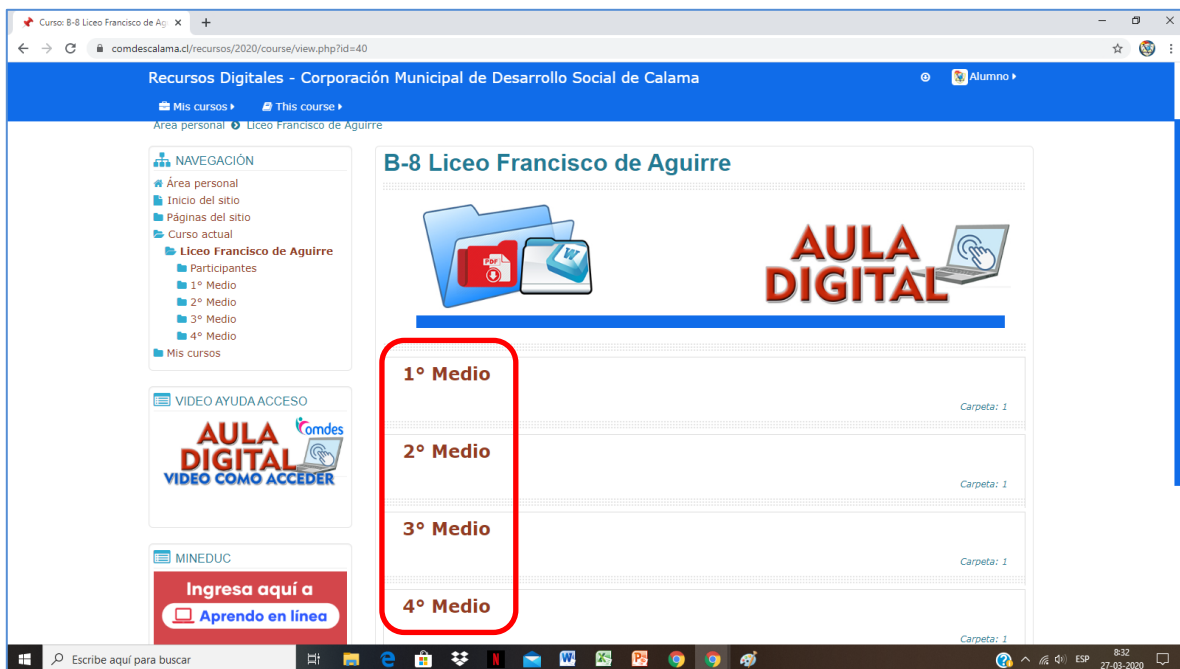 Curso: B-8 Liceo Francisco de Ag
comdescalama.cl/recursos/2020/course/view.php?id=40
Recursos Digitales - Corporación Municipal de Desarrollo Social de Calama
Alumno
Mis cursos
This course
Área personal Liceo Francisco de Aguirre
NAVEGACIÓN
Área personal
Inicio del sitio
Páginas del sitio
Curso actual
Liceo Francisco de Aguirre
Participantes
1° Medio
2° Medio
3° Medio
4° Medio
Mis cursos
VIDEO AYUDA ACCESO
comdes
AULA
DIGITAL
VIDEO COMO ACCEDER
MINEDUC
Ingresa aquí a
Aprendo en línea
B-8 Liceo Francisco de Aguirre
PDF
W
AULA
DIGITAL
1° Medio
Carpeta: 1
2° Medio
Carpeta: 1
3° Medio
Carpeta: 1
4° Medio
Carpeta: 1
Escribe aquí para buscar
ESP
8:32
27-03-2020